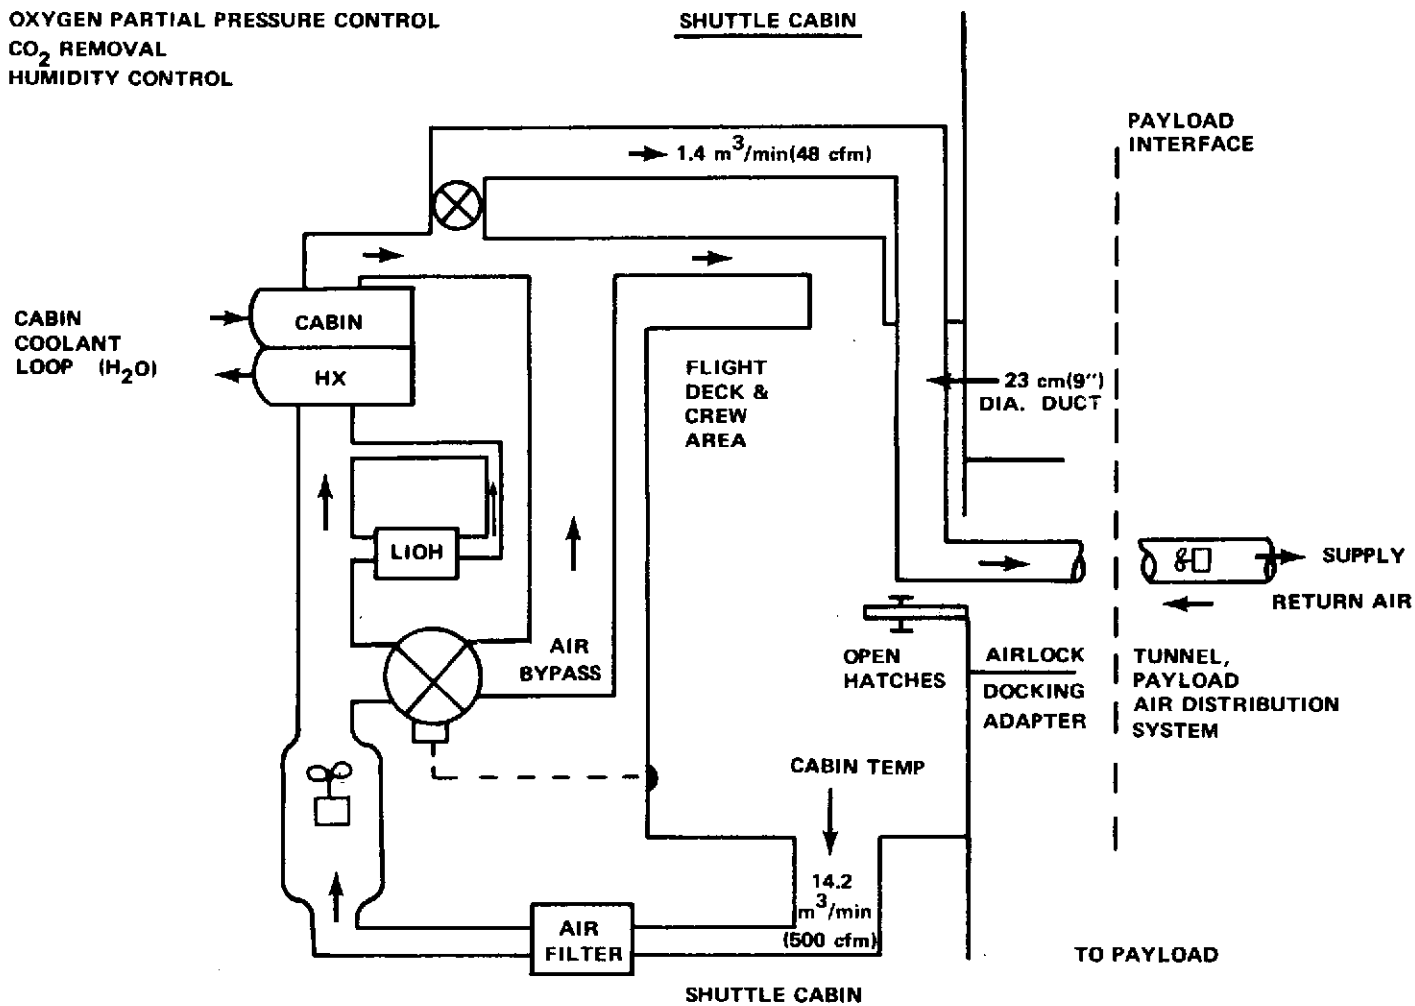 OXYGEN PARTIAL PRESSURE CONTROL
CO₂ REMOVAL
HUMIDITY CONTROL
SHUTTLE CABIN
PAYLOAD
INTERFACE
1.4 m³/min(48 cfm)
CABIN
COOLANT
LOOP (H₂O)
CABIN
HX
FLIGHT
DECK &
CREW
AREA
23 cm(9")
DIA. DUCT
LIOH
SUPPLY
RETURN AIR
AIR
BYPASS
OPEN
HATCHES
AIRLOCK
DOCKING
ADAPTER
TUNNEL,
PAYLOAD
AIR DISTRIBUTION
SYSTEM
CABIN TEMP
14.2
m³/min
(500 cfm)
AIR
FILTER
TO PAYLOAD
SHUTTLE CABIN